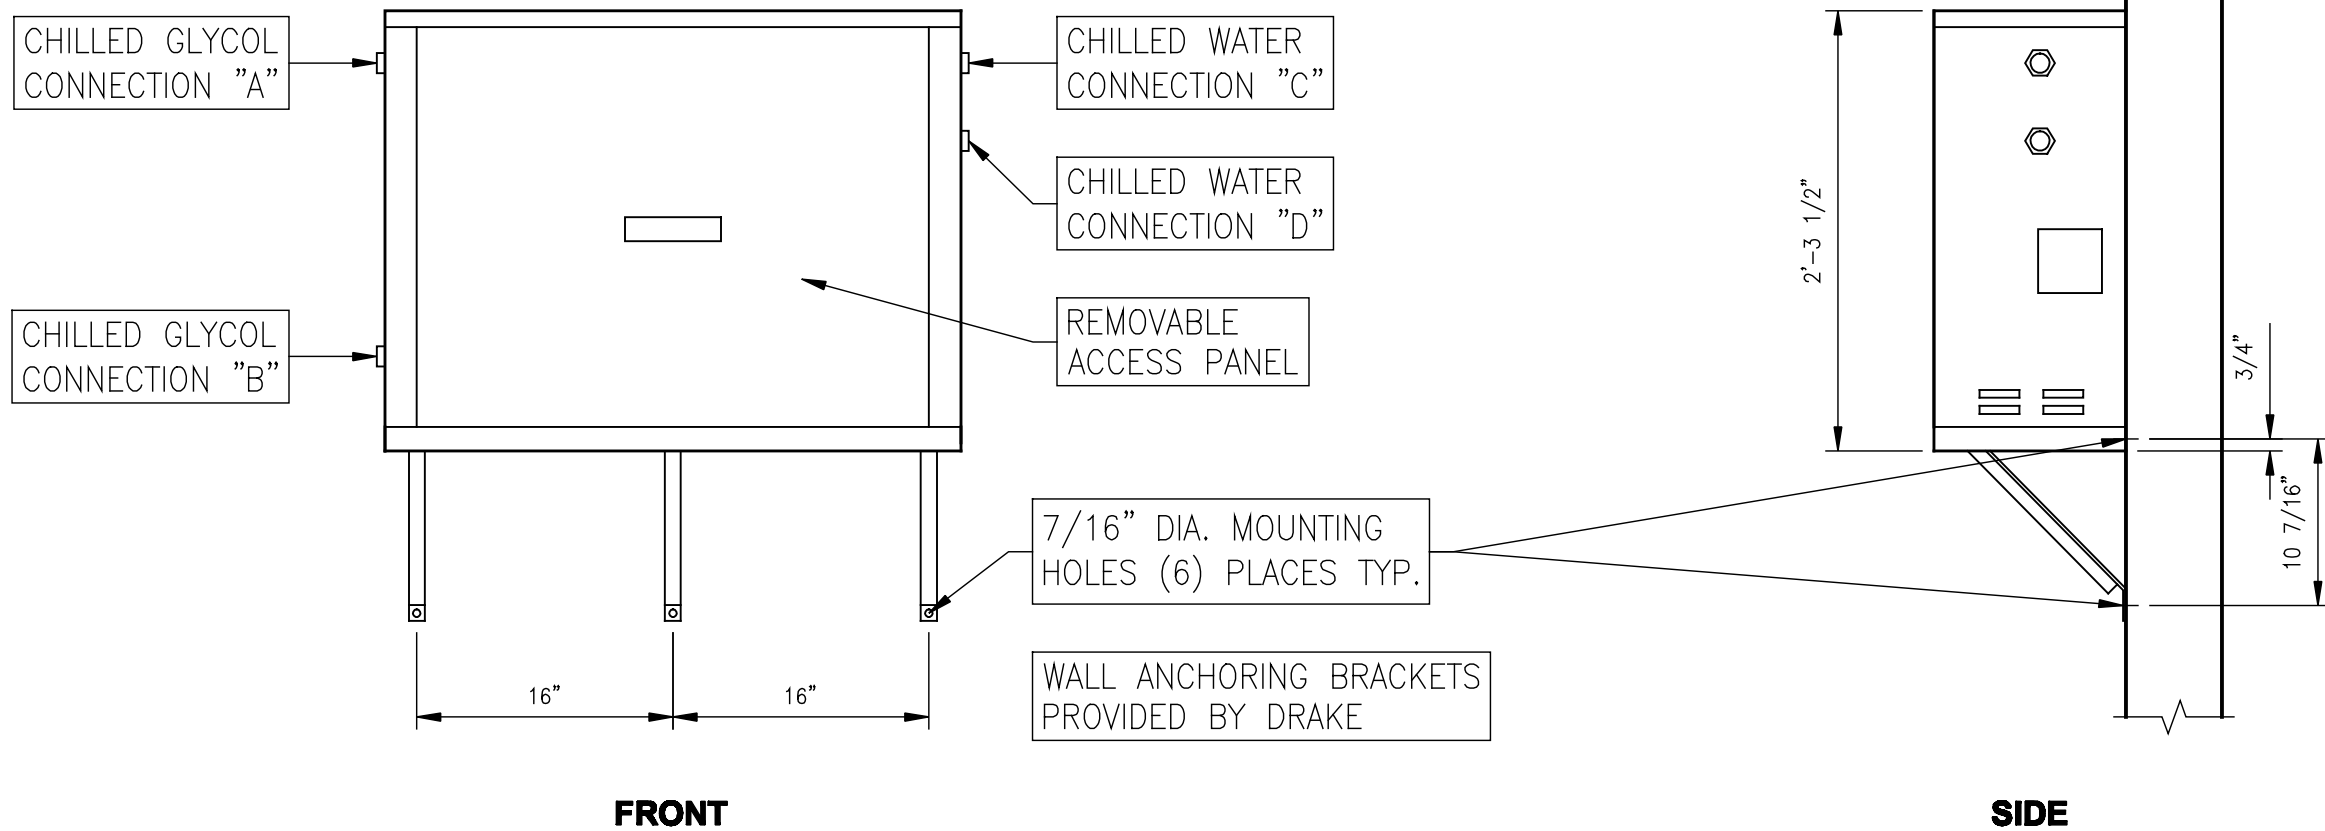 CHILLED GLYCOL
CONNECTION "A"
CHILLED WATER
CONNECTION "C"
CHILLED WATER
CONNECTION "D"
CHILLED GLYCOL
CONNECTION "B"
REMOVABLE
ACCESS PANEL
7/16" DIA. MOUNTING
HOLES (6) PLACES TYP.
WALL ANCHORING BRACKETS
PROVIDED BY DRAKE
16"
16"
2'-3 1/2"
3/4"
10 7/16"
FRONT
SIDE